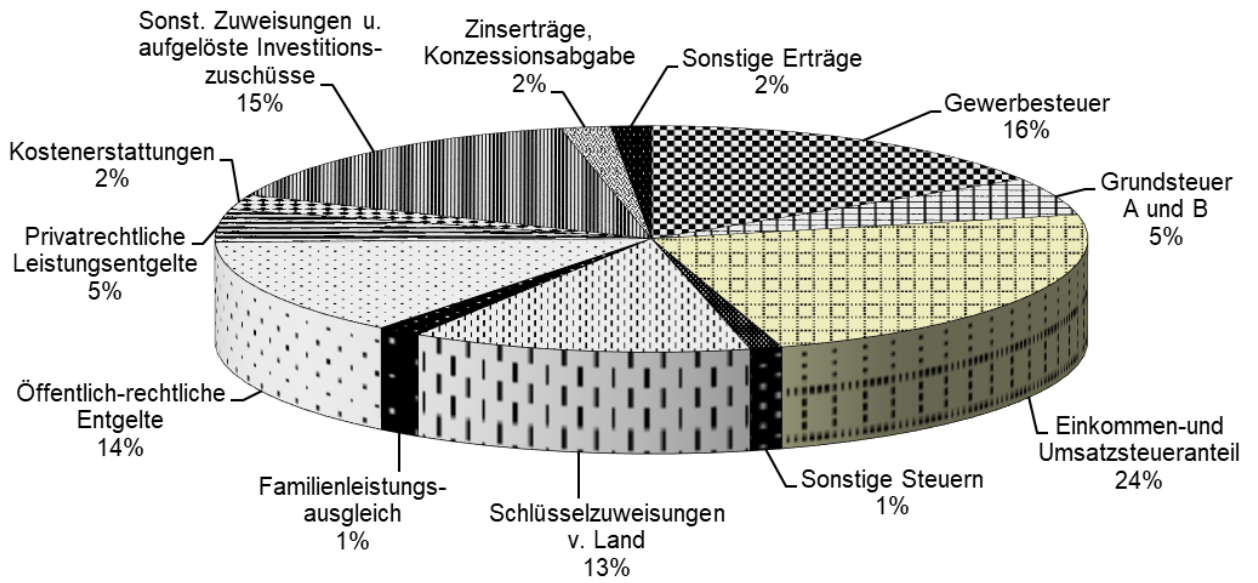 Sonst. Zuweisungen u.
aufgelöste Investitions-
zuschüsse
15%
Zinserträge,
Konzessionsabgabe
2%
Sonstige Erträge
2%
Gewerbesteuer
16%
Grundsteuer
A und B
5%
Einkommen-und
Umsatzsteueranteil
24%
Sonstige Steuern
1%
Schlüsselzuweisungen
v. Land
13%
Familienleistungs-
ausgleich
1%
Öffentlich-rechtliche
Entgelte
14%
Privatrechtliche
Leistungsentgelte
5%
Kostenerstattungen
2%